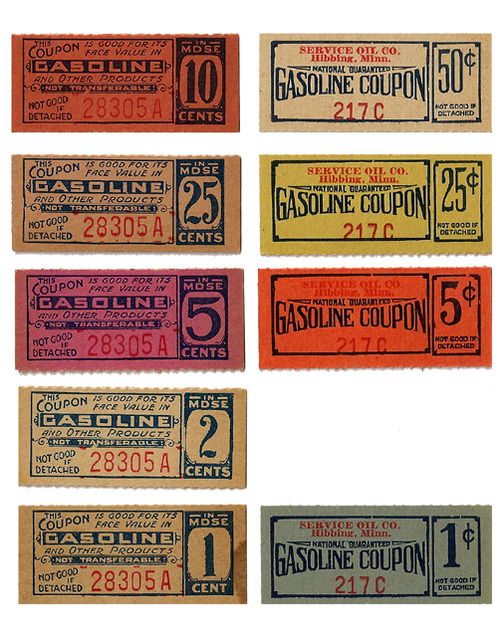 THIS COUPON IS GOOD FOR ITS
FACE VALUE IN
GASOLINE
AND OTHER PRODUCTS
NOT TRANSFERABLE
NOT GOOD IF DETACHED
28305A
IN MDSE
10
CENTS
SERVICE OIL CO.
Hibbing, Minn.
NATIONAL GUARANTEED
GASOLINE COUPON
217C
50¢
NOT GOOD IF
DETACHED
THIS COUPON IS GOOD FOR ITS
FACE VALUE IN
GASOLINE
AND OTHER PRODUCTS
NOT TRANSFERABLE
NOT GOOD IF DETACHED
28305A
IN MDSE
25
CENTS
SERVICE OIL CO.
Hibbing, Minn.
NATIONAL GUARANTEED
GASOLINE COUPON
217C
25¢
NOT GOOD IF
DETACHED
THIS COUPON IS GOOD FOR ITS
FACE VALUE IN
GASOLINE
AND OTHER PRODUCTS
NOT TRANSFERABLE
NOT GOOD IF DETACHED
28305A
IN MDSE
5
CENTS
SERVICE OIL CO.
Hibbing, Minn.
NATIONAL GUARANTEED
GASOLINE COUPON
217C
5¢
NOT GOOD IF
DETACHED
THIS COUPON IS GOOD FOR ITS
FACE VALUE IN
GASOLINE
AND OTHER PRODUCTS
NOT TRANSFERABLE
NOT GOOD IF DETACHED
28305A
IN MDSE
2
CENTS
THIS COUPON IS GOOD FOR ITS
FACE VALUE IN
GASOLINE
AND OTHER PRODUCTS
NOT TRANSFERABLE
NOT GOOD IF DETACHED
28305A
IN MDSE
1
CENT
SERVICE OIL CO.
Hibbing, Minn.
NATIONAL GUARANTEED
GASOLINE COUPON
217C
1¢
NOT GOOD IF
DETACHED